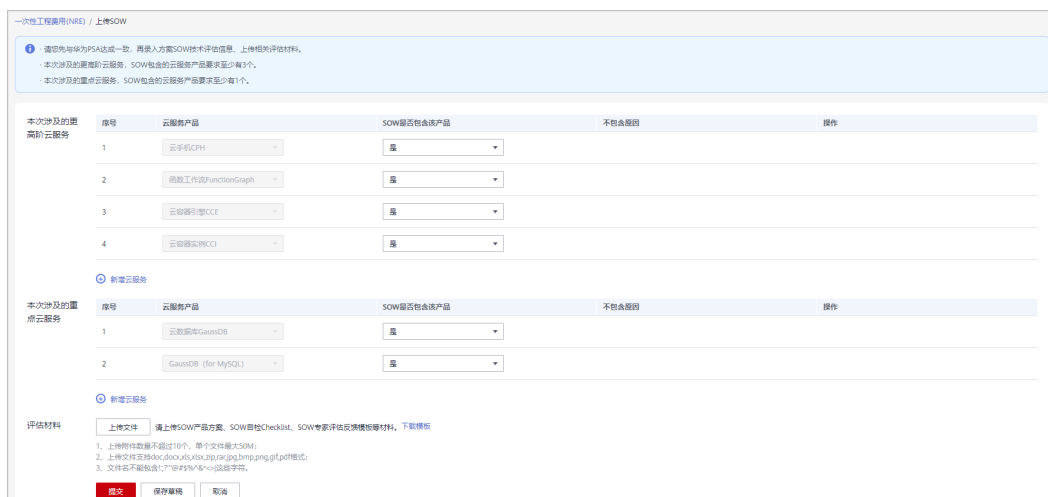 一次性工程费用(NRE) / 上传SOW
· 请您先与华为PSA达成一致，再录入方案SOW技术评估信息、上传相关评估材料。
· 本次涉及的更高阶云服务，SOW包含的云服务产品要求至少有3个。
· 本次涉及的重点云服务，SOW包含的云服务产品要求至少有1个。
本次涉及的更高阶云服务
序号 云服务产品 SOW是否包含该产品 不包含原因 操作
1 云手机CPH 是
2 函数工作流FunctionGraph 是
3 云容器引擎CCE 是
4 云容器实例CCI 是
新增云服务
本次涉及的重点云服务
序号 云服务产品 SOW是否包含该产品 不包含原因 操作
1 云数据库GaussDB 是
2 GaussDB (for MySQL) 是
新增云服务
评估材料 上传文件 请上传SOW产品方案、SOW自检Checklist、SOW专家评估反馈模板等材料。下载模板
1、上传附件数量不超过10个，单个文件最大50M；
2、上传文件支持doc,docx,xls,xlsx,zip,rar,jpg,bmp,png,gif,pdf格式；
3、文件名不能包含!;?'"@#$%^&*<>|这些字符。
提交 保存草稿 取消